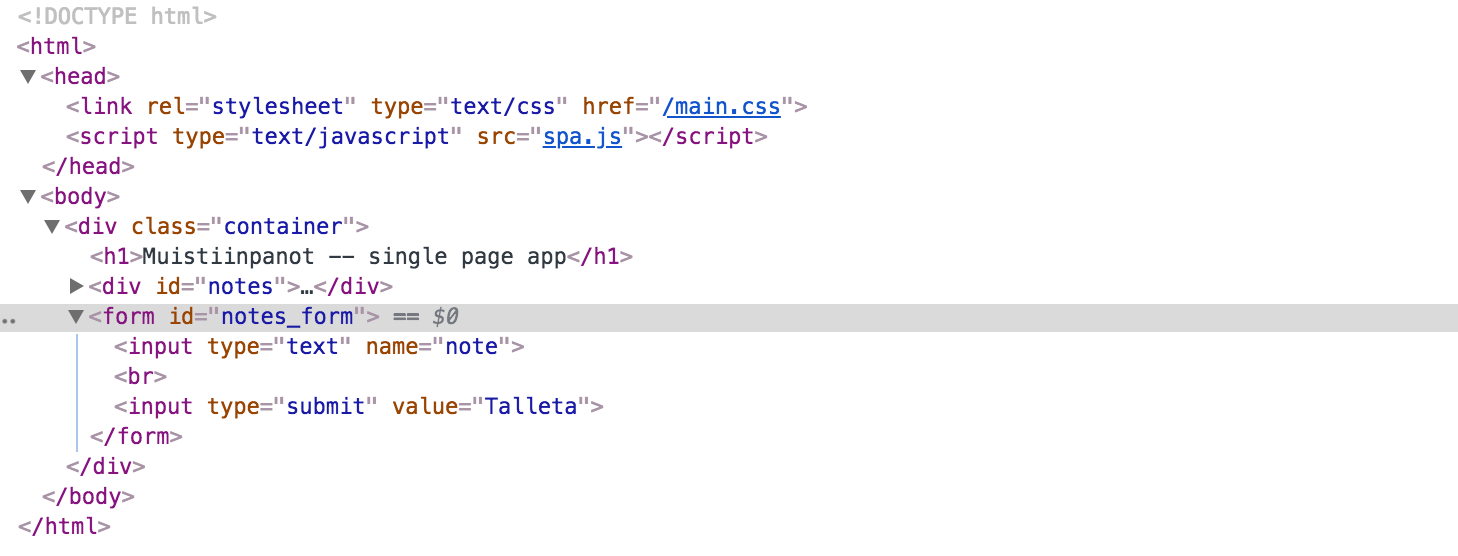 <!DOCTYPE html>
<html>
▼<head>
<link rel="stylesheet" type="text/css" href="/main.css">
<script type="text/javascript" src="spa.js"></script>
</head>
▼<body>
▼<div class="container">
<h1>Muistiinpanot -- single page app</h1>
▶<div id="notes">…</div>
▼<form id="notes_form"> == $0
<input type="text" name="note">
<br>
<input type="submit" value="Talleta">
</form>
</div>
</body>
</html>